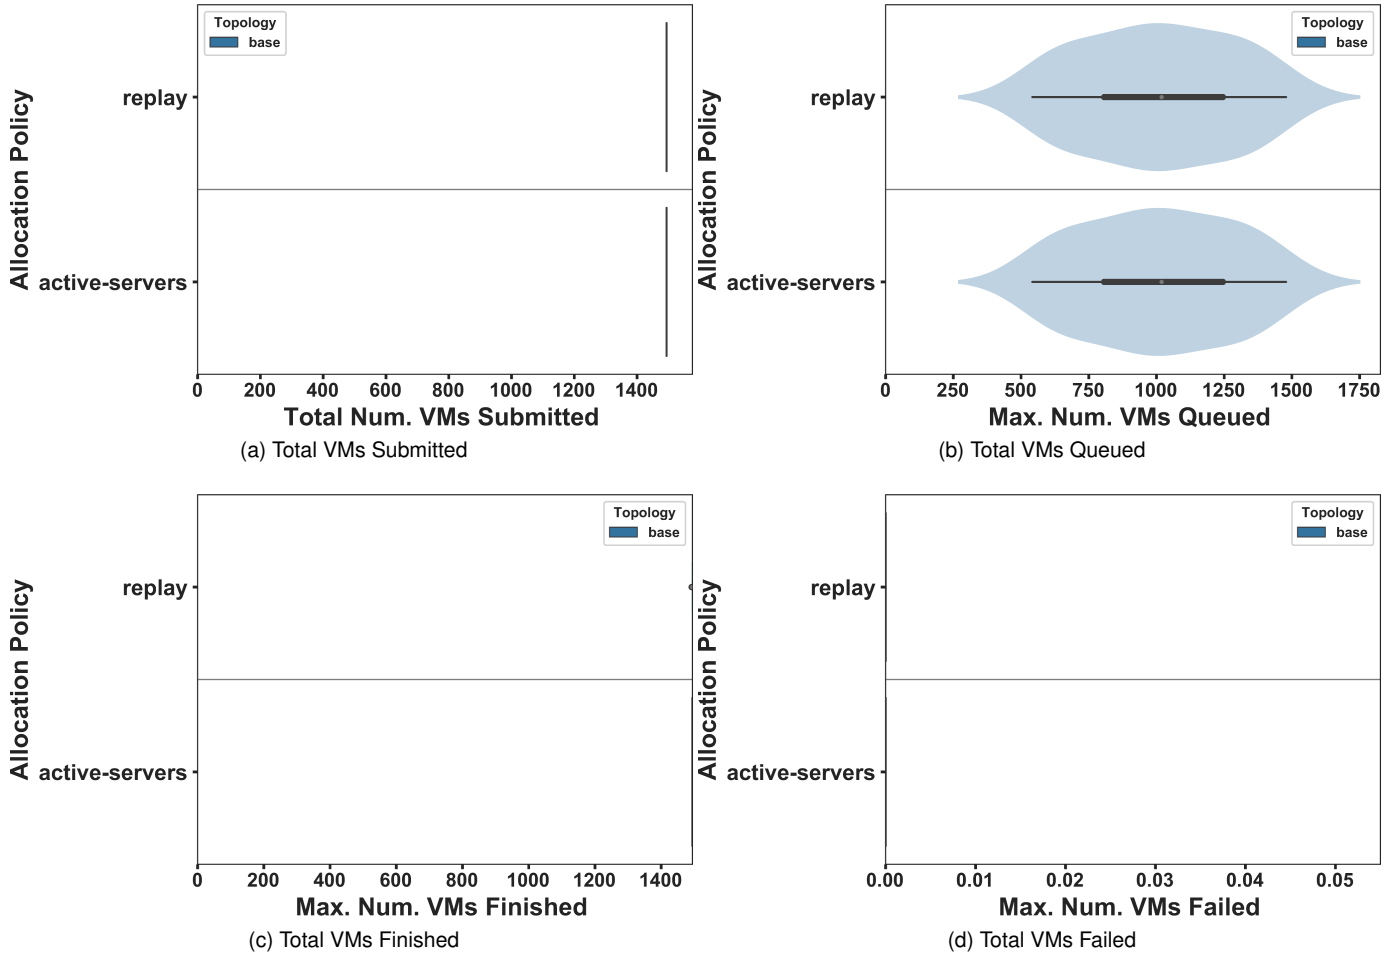 Topology
base
replay
active-servers
Allocation Policy
0 200 400 600 800 1000 1200 1400
Total Num. VMs Submitted
(a) Total VMs Submitted
Topology
base
replay
active-servers
Allocation Policy
0 250 500 750 1000 1250 1500 1750
Max. Num. VMs Queued
(b) Total VMs Queued
Topology
base
replay
active-servers
Allocation Policy
0 200 400 600 800 1000 1200 1400
Max. Num. VMs Finished
(c) Total VMs Finished
Topology
base
replay
active-servers
Allocation Policy
0.00 0.01 0.02 0.03 0.04 0.05
Max. Num. VMs Failed
(d) Total VMs Failed